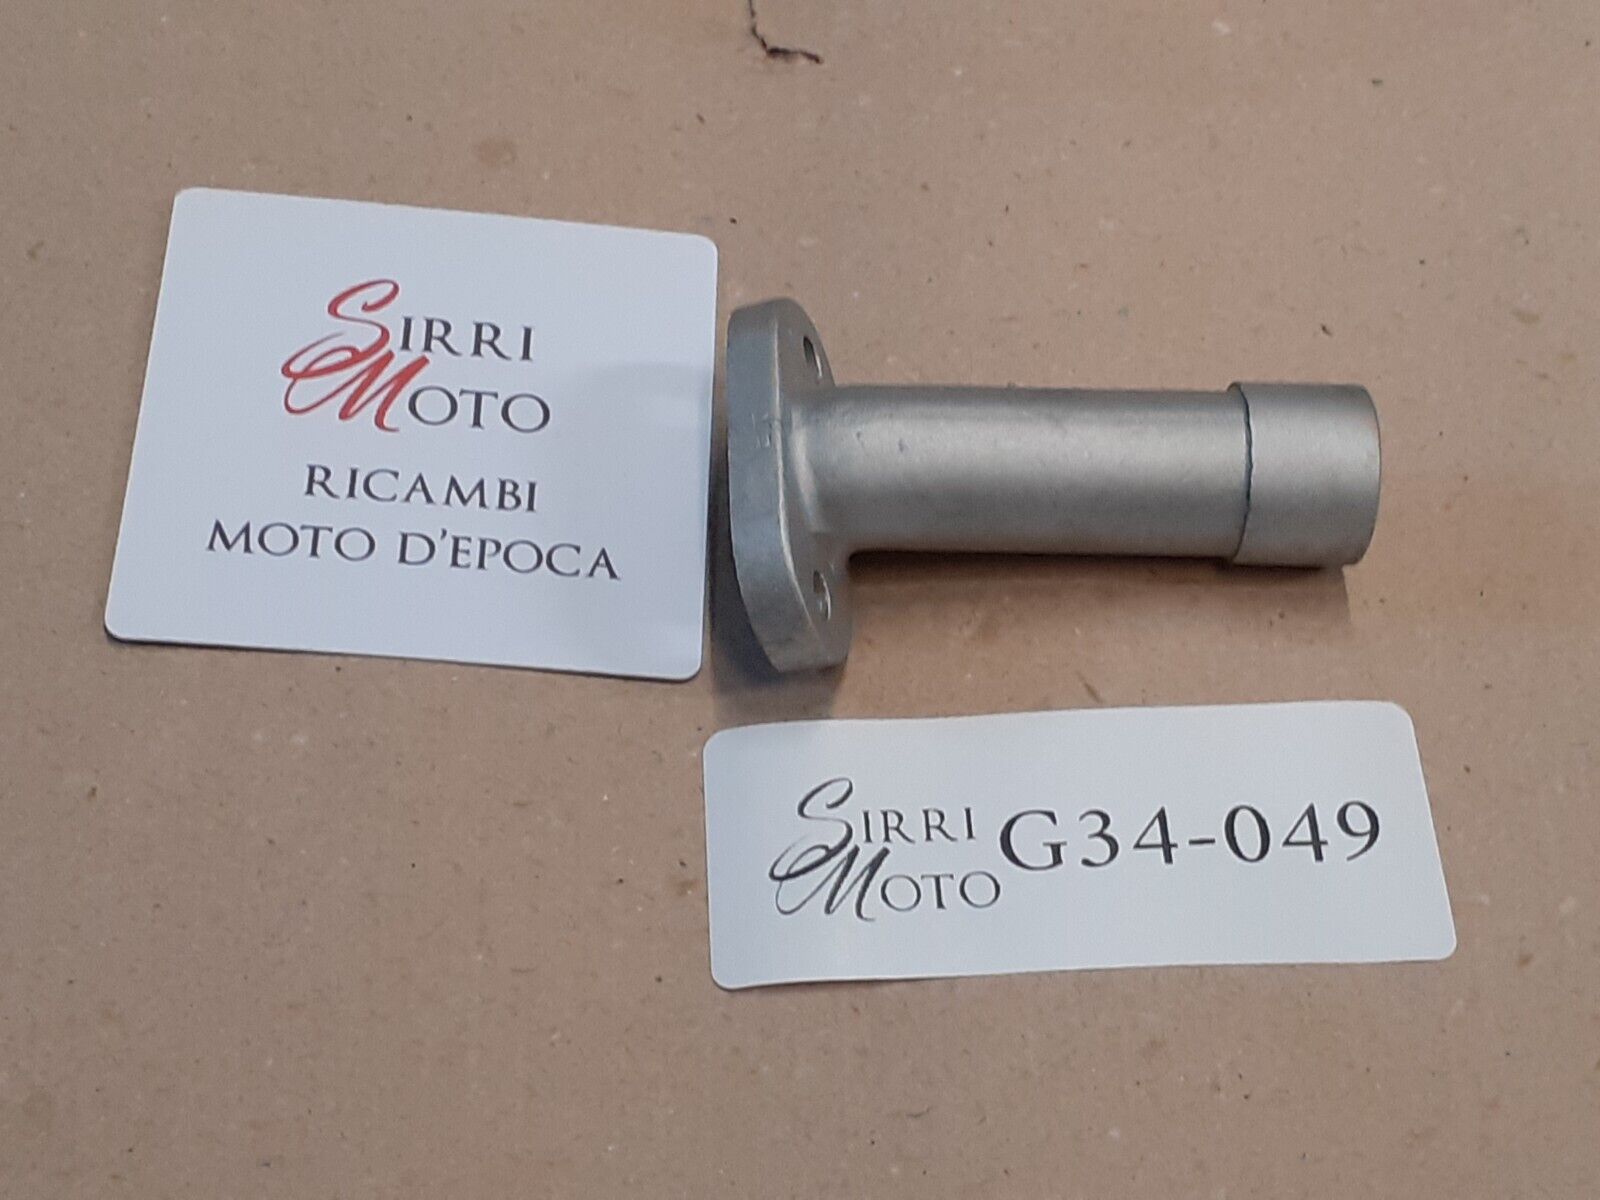 SIRRI
MOTO
RICAMBI
MOTO D'EPOCA
SIRRI
MOTO
G34-049